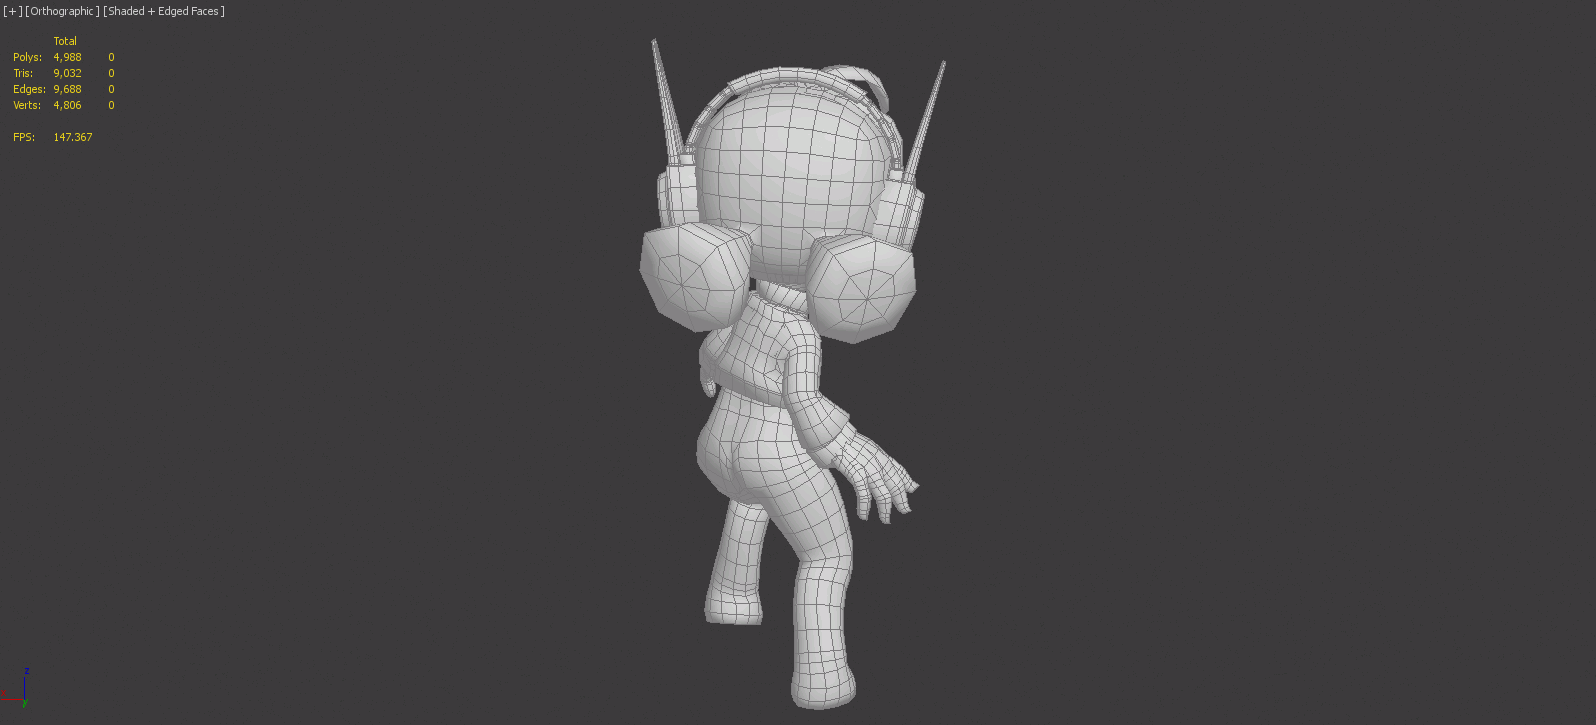 [+] [Orthographic ] [Shaded + Edged Faces ]
Total
Polys: 4,988 0
Tris: 9,032 0
Edges: 9,688 0
Verts: 4,806 0
FPS: 147.367
z
y